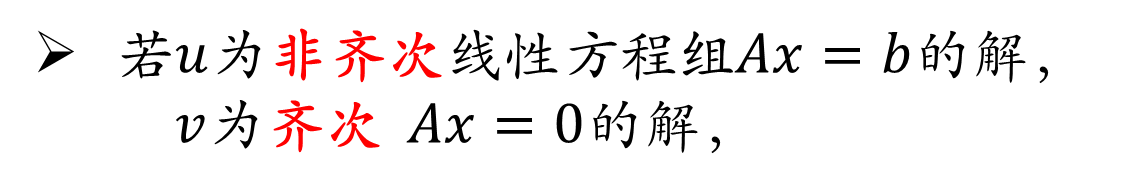 ➢ 若u为非齐次线性方程组Ax = b的解,
v为齐次 Ax = 0的解,